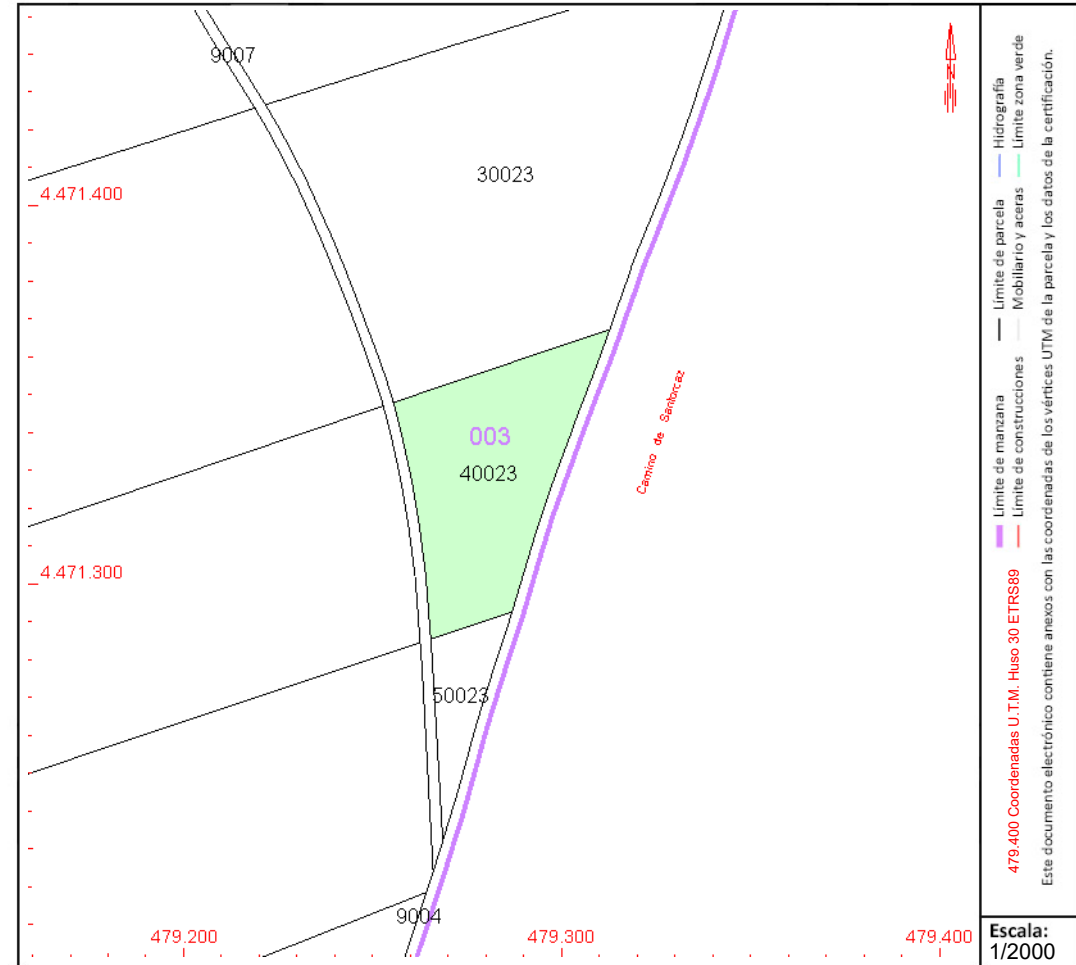 9007
30023
4.471.400
003
40023
Camino de Santorcaz
4.471.300
50023
9004
479.200
479.300
479.400
N
Límite de manzana
Límite de parcela
Hidrografía
Límite de construcciones
Mobiliario y aceras
Límite zona verde
479.400 Coordenadas U.T.M. Huso 30 ETRS89
Este documento electrónico contiene anexos con las coordenadas de los vértices UTM de la parcela y los datos de la certificación.
Escala:
1/2000